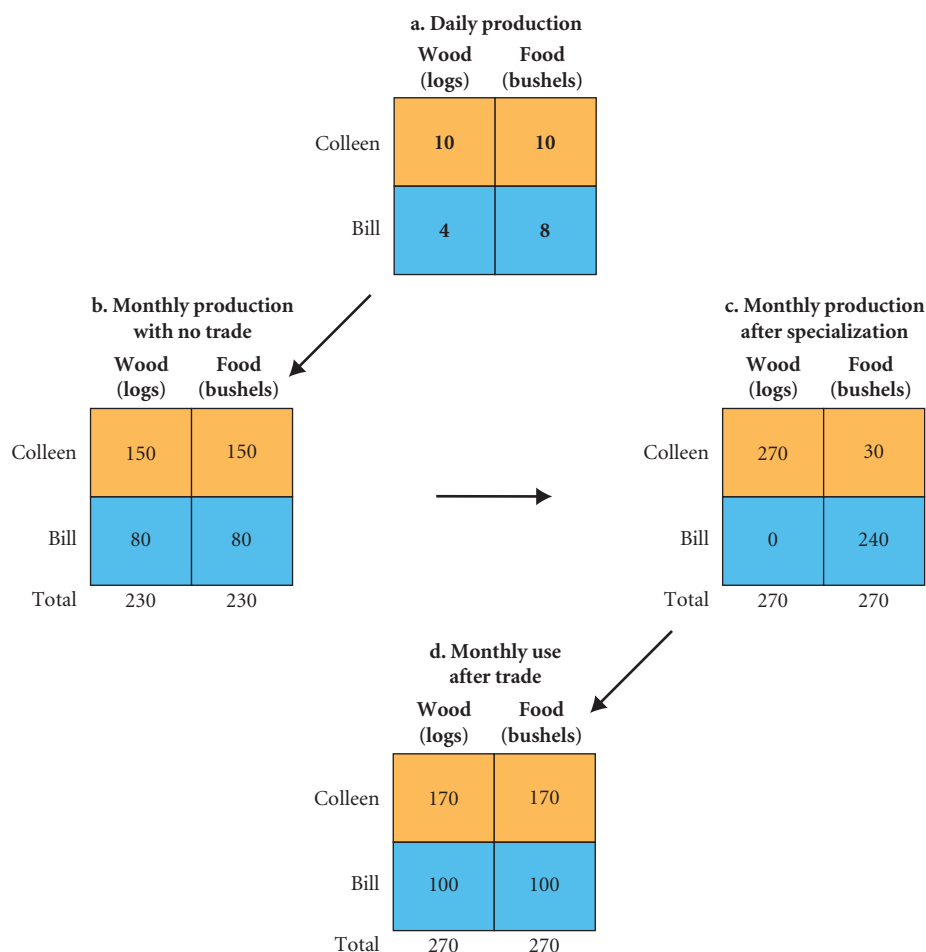 a. Daily production
Wood Food
(logs) (bushels)
Colleen 10 10
Bill 4 8
b. Monthly production
with no trade
Wood Food
(logs) (bushels)
Colleen 150 150
Bill 80 80
Total 230 230
c. Monthly production
after specialization
Wood Food
(logs) (bushels)
Colleen 270 30
Bill 0 240
Total 270 270
d. Monthly use
after trade
Wood Food
(logs) (bushels)
Colleen 170 170
Bill 100 100
Total 270 270